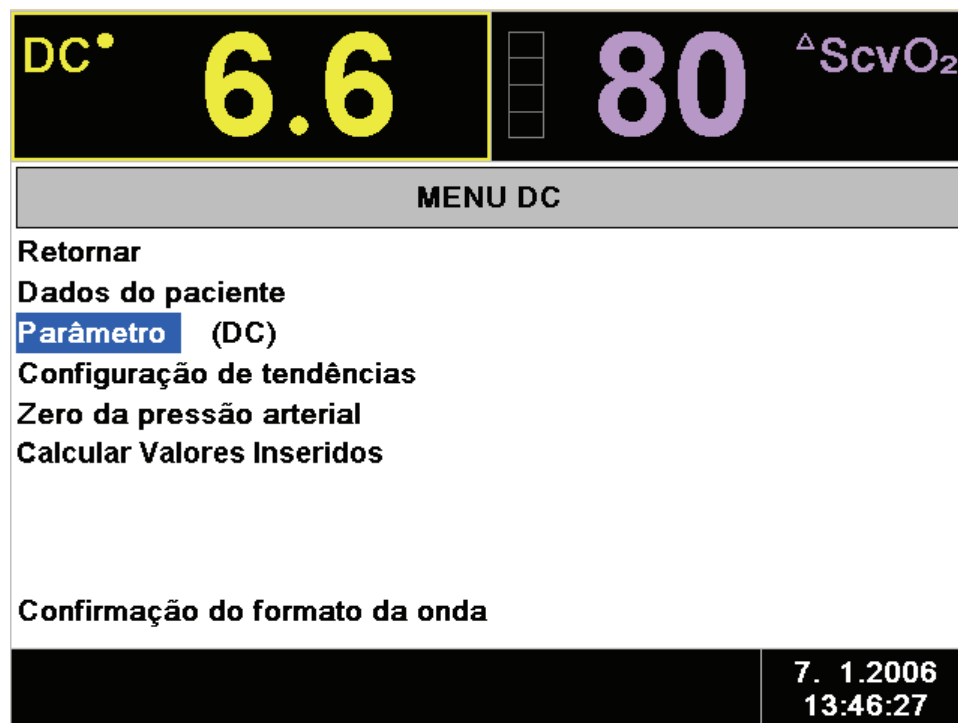 DC• 6.6 80 △ScvO₂
MENU DC
Retornar
Dados do paciente
Parâmetro (DC)
Configuração de tendências
Zero da pressão arterial
Calcular Valores Inseridos
Confirmação do formato da onda
7. 1.2006
13:46:27